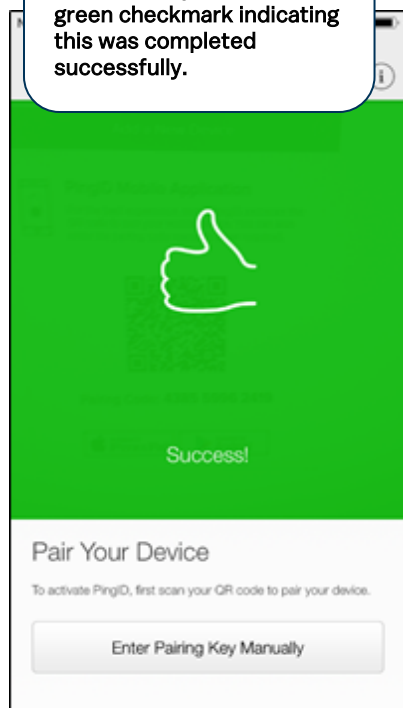 green checkmark indicating
this was completed
successfully.
Success!
Pair Your Device
To activate PingID, first scan your QR code to pair your device.
Enter Pairing Key Manually